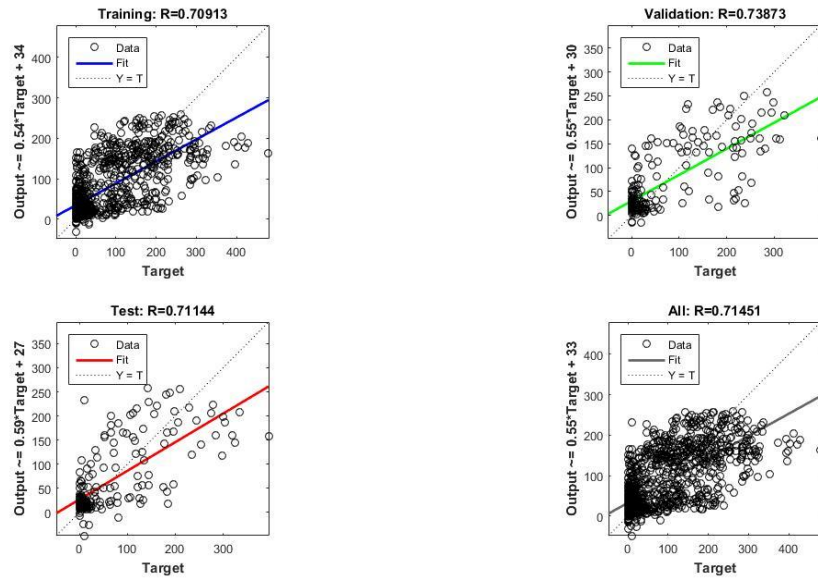 Training: R=0.70913
Output ~= 0.54*Target + 34
400
300
200
100
0
Data
Fit
Y = T
0 100 200 300 400
Target
Validation: R=0.73873
Output ~= 0.55*Target + 30
350
300
250
200
150
100
50
0
Data
Fit
Y = T
0 100 200 300
Target
Test: R=0.71144
Output ~= 0.59*Target + 27
350
300
250
200
150
100
50
0
Data
Fit
Y = T
0 100 200 300
Target
All: R=0.71451
Output ~= 0.55*Target + 33
400
300
200
100
0
Data
Fit
Y = T
0 100 200 300 400
Target